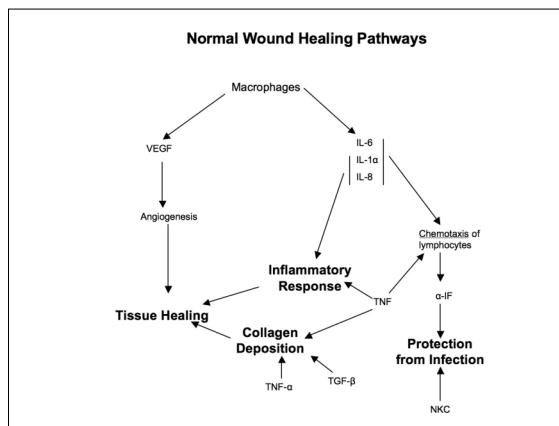 Normal Wound Healing Pathways
Macrophages
VEGF
IL-6
IL-1α
IL-8
Angiogenesis
Chemotaxis of
lymphocytes
Inflammatory
Response
TNF
α-IF
Tissue Healing
Collagen
Deposition
Protection
from Infection
TNF-α
TGF-β
NKC